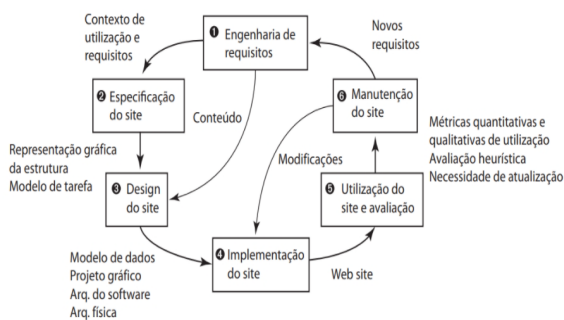 Contexto de
utilização e
requisitos
❶ Engenharia de
requisitos
Novos
requisitos
❷ Especificação
do site
Conteúdo
❻ Manutenção
do site
Métricas quantitativas e
qualitativas de utilização
Avaliação heurística
Necessidade de atualização
Representação gráfica
da estrutura
Modelo de tarefa
Modificações
❸ Design
do site
❺ Utilização do
site e avaliação
❹ Implementação
do site
Web site
Modelo de dados
Projeto gráfico
Arq. do software
Arq. física